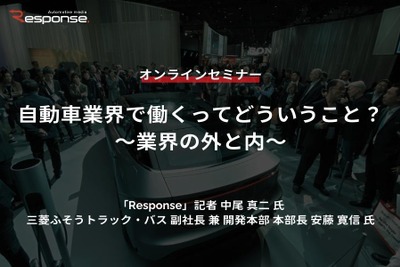 Automotive media
Response.
オンラインセミナー
自動車業界で働くってどういうこと？
～業界の外と内～
「Response」記者 中尾 真二 氏
三菱ふそうトラック・バス 副社長 兼 開発本部 本部長 安藤 寛信 氏